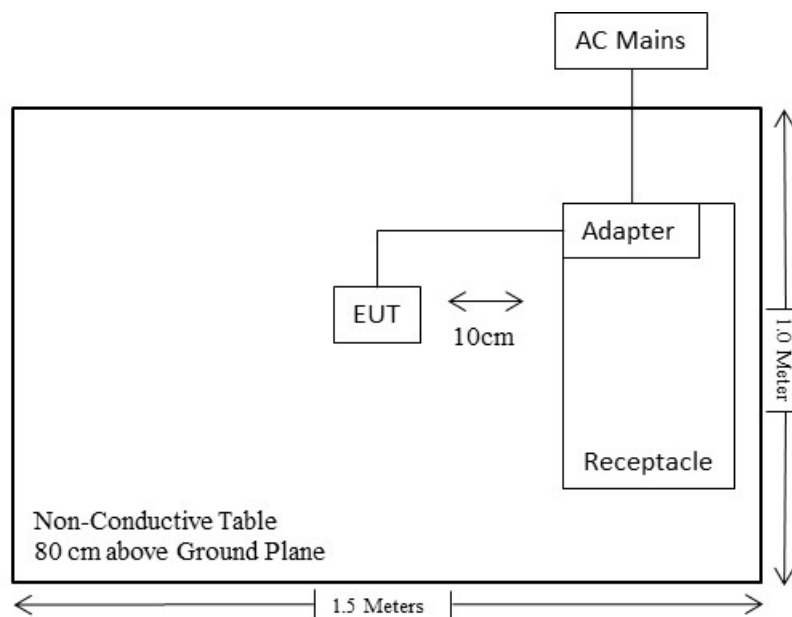 AC Mains
Adapter
EUT
10cm
1.0 Meter
Receptacle
Non-Conductive Table
80 cm above Ground Plane
1.5 Meters